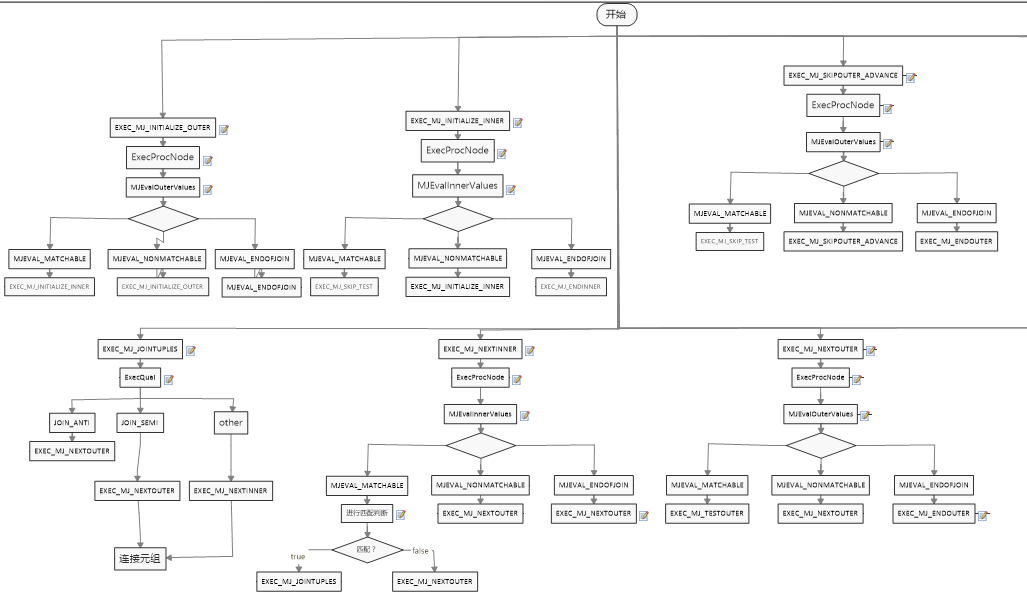 开始
EXEC_MJ_INITIALIZE_OUTER
ExecProcNode
MJEvalOuterValues
MJEVAL_MATCHABLE
MJEVAL_NONMATCHABLE
MJEVAL_ENDOFJOIN
EXEC_MJ_INITIALIZE_INNER
EXEC_MJ_INITIALIZE_OUTER
MJEVAL_ENDOFJOIN
EXEC_MJ_INITIALIZE_INNER
ExecProcNode
MJEvalInnerValues
MJEVAL_MATCHABLE
MJEVAL_NONMATCHABLE
MJEVAL_ENDOFJOIN
EXEC_MJ_SKIP_TEST
EXEC_MJ_INITIALIZE_INNER
EXEC_MJ_ENDINNER
EXEC_MJ_SKIPOUTER_ADVANCE
ExecProcNode
MJEvalOuterValues
MJEVAL_MATCHABLE
MJEVAL_NONMATCHABLE
MJEVAL_ENDOFJOIN
EXEC_MJ_SKIP_TEST
EXEC_MJ_SKIPOUTER_ADVANCE
EXEC_MJ_ENDOUTER
EXEC_MJ_JOINTUPLES
ExecQual
JOIN_ANTI
JOIN_SEMI
other
EXEC_MJ_NEXTOUTER
EXEC_MJ_NEXTOUTER
EXEC_MJ_NEXTINNER
连接元组
EXEC_MJ_NEXTINNER
ExecProcNode
MJEvalInnerValues
MJEVAL_MATCHABLE
MJEVAL_NONMATCHABLE
MJEVAL_ENDOFJOIN
进行匹配判断
EXEC_MJ_NEXTOUTER
EXEC_MJ_NEXTOUTER
匹配？
true
false
EXEC_MJ_JOINTUPLES
EXEC_MJ_NEXTOUTER
EXEC_MJ_NEXTOUTER
ExecProcNode
MJEvalOuterValues
MJEVAL_MATCHABLE
MJEVAL_NONMATCHABLE
MJEVAL_ENDOFJOIN
EXEC_MJ_TESTOUTER
EXEC_MJ_NEXTOUTER
EXEC_MJ_ENDOUTER